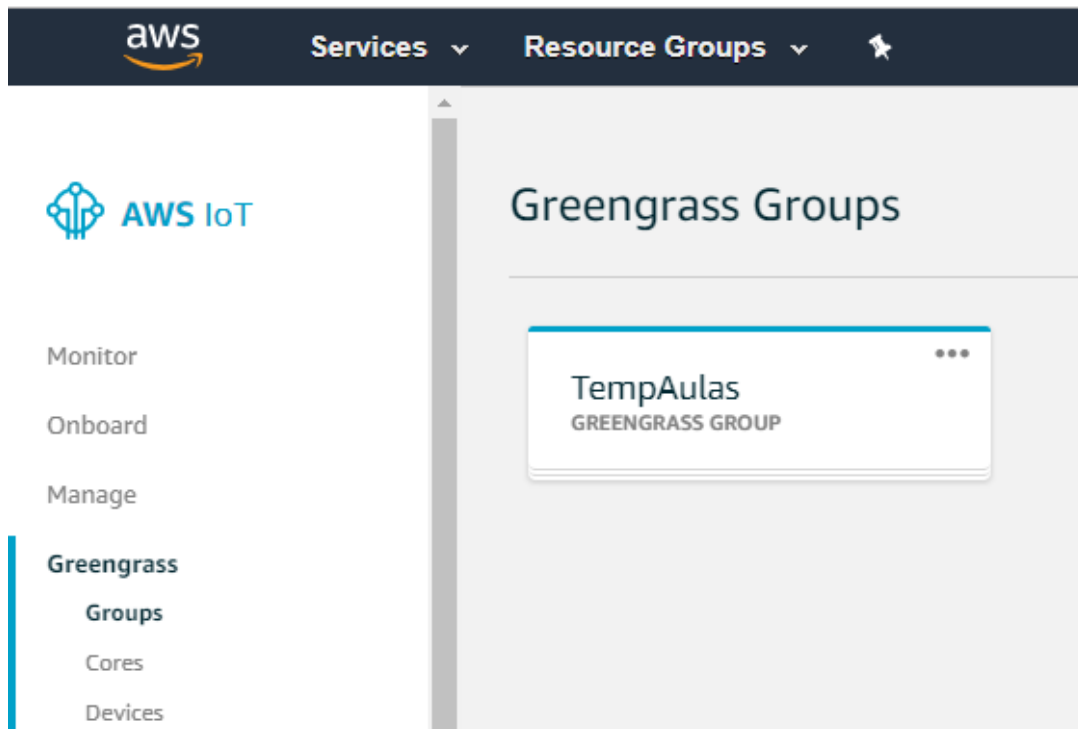 aws Services Resource Groups
AWS IoT
Monitor
Onboard
Manage
Greengrass
Groups
Cores
Devices
Greengrass Groups
TempAulas
GREENGRASS GROUP